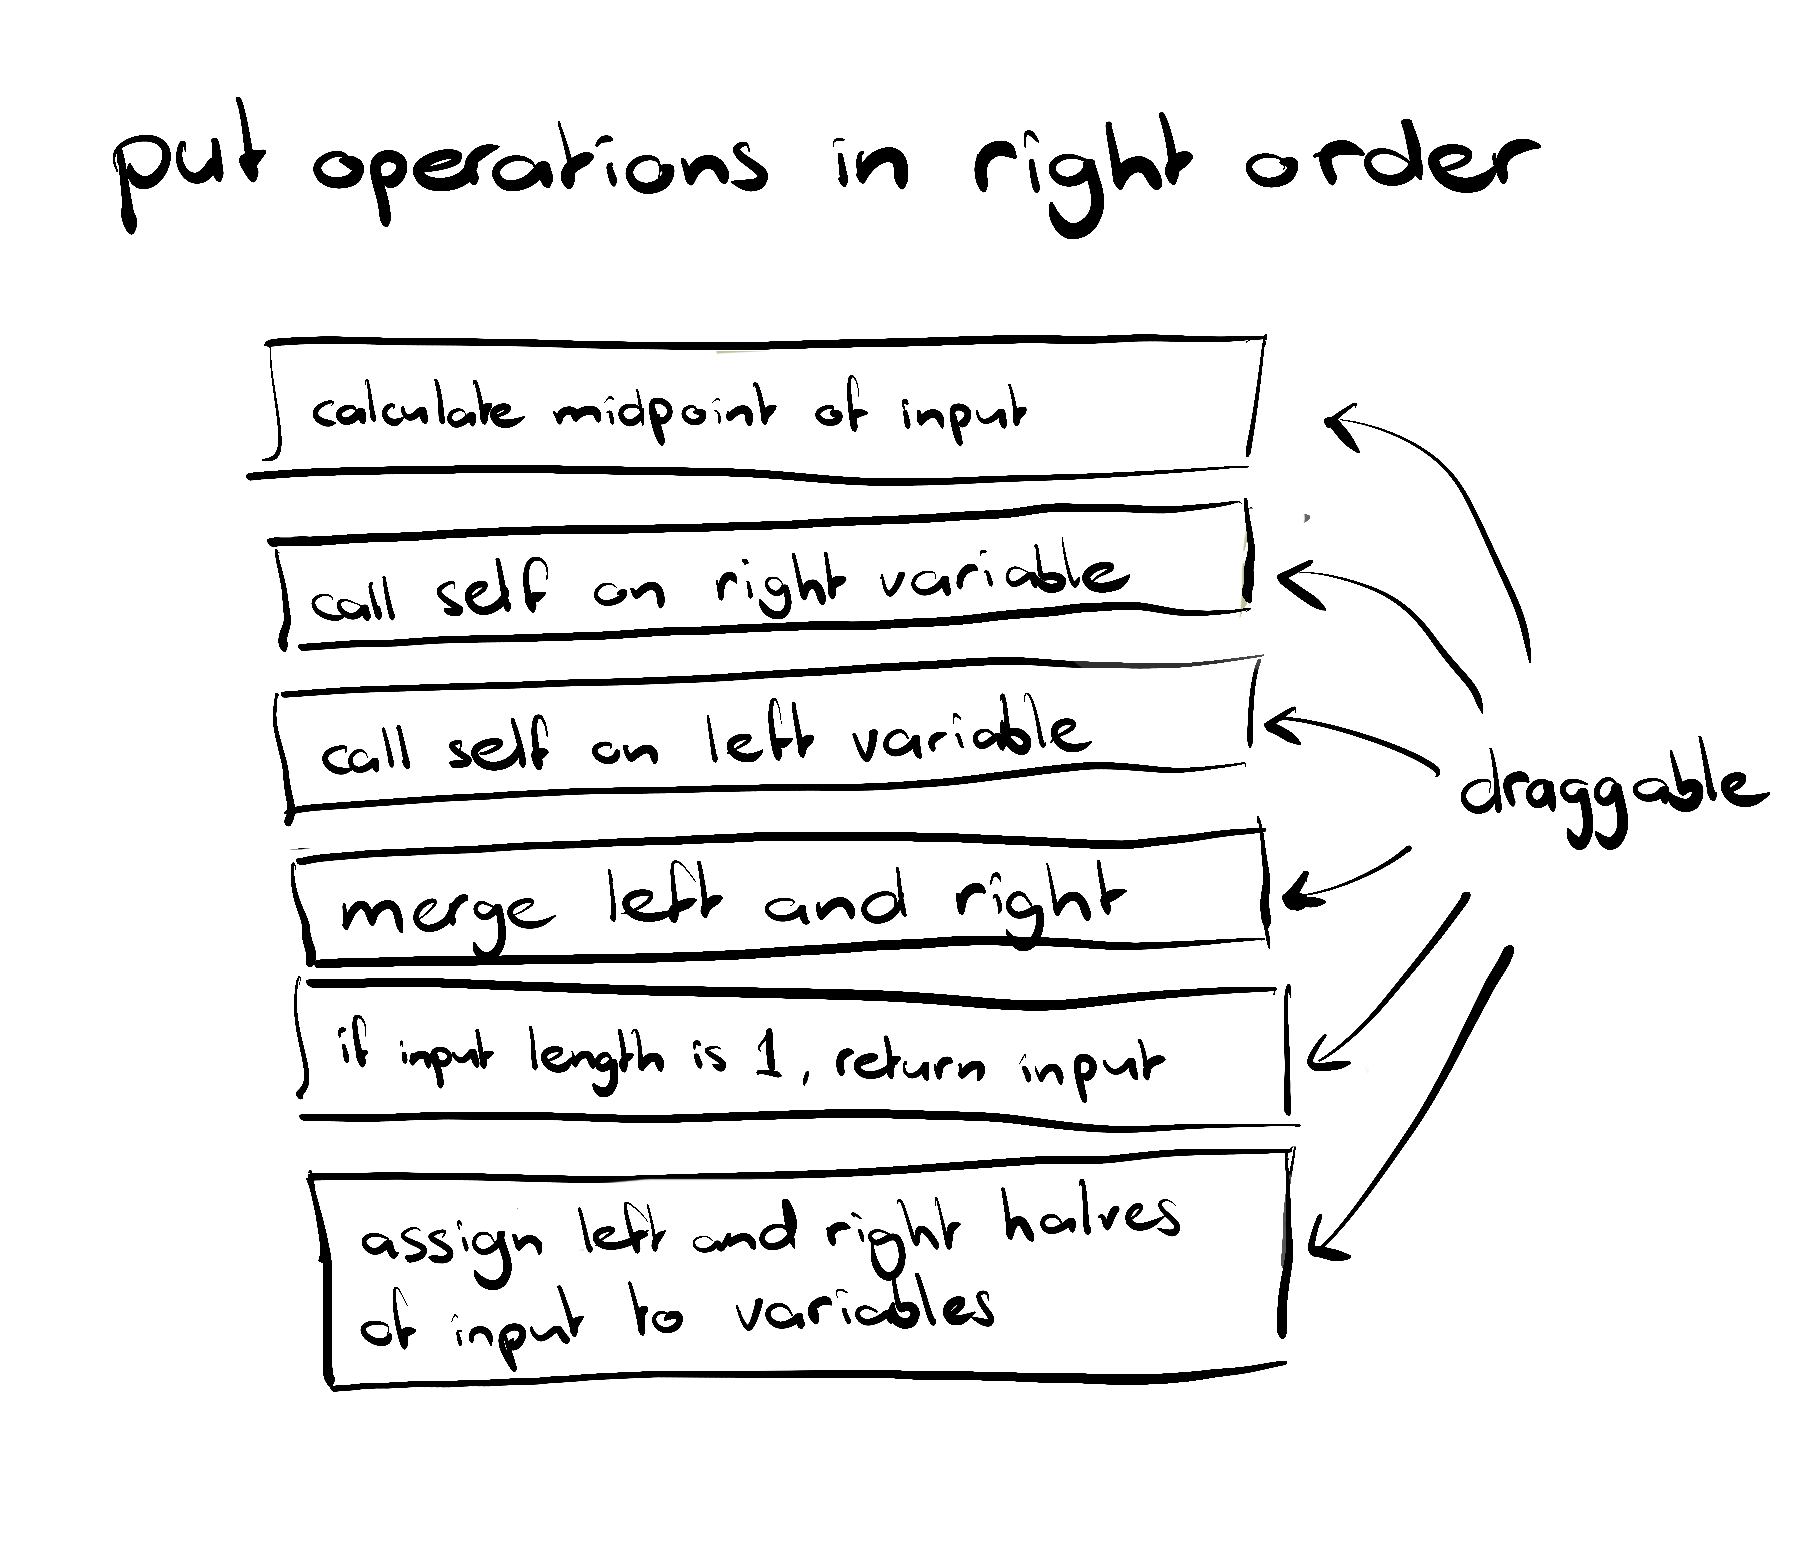 put operations in right order
calculate midpoint of input
call self on right variable
call self on left variable
draggable
merge left and right
if input length is 1, return input
assign left and right halves
of input to variables